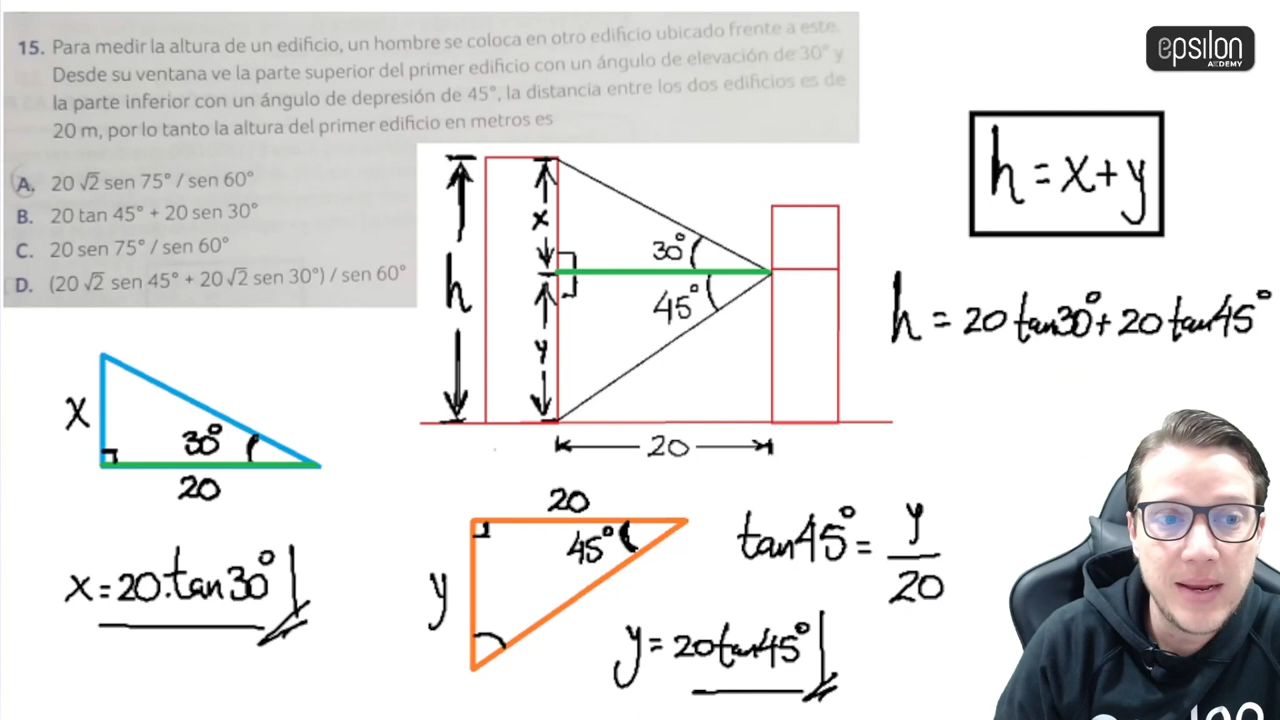 15. Para medir la altura de un edificio, un hombre se coloca en otro edificio ubicado frente a este.
Desde su ventana ve la parte superior del primer edificio con un ángulo de elevación de 30° y
la parte inferior con un ángulo de depresión de 45°, la distancia entre los dos edificios es de
20 m, por lo tanto la altura del primer edificio en metros es
A. 20 √2 sen 75° / sen 60°
B. 20 tan 45° + 20 sen 30°
C. 20 sen 75° / sen 60°
D. (20 √2 sen 45° + 20 √2 sen 30°) / sen 60°
epsilon
h = x + y
h = 20 tan30° + 20 tan45°
h
x
30°
45°
y
20
x
30°
20
x = 20.tan30°
20
45°
y
tan45° = y
20
y = 20tan45°